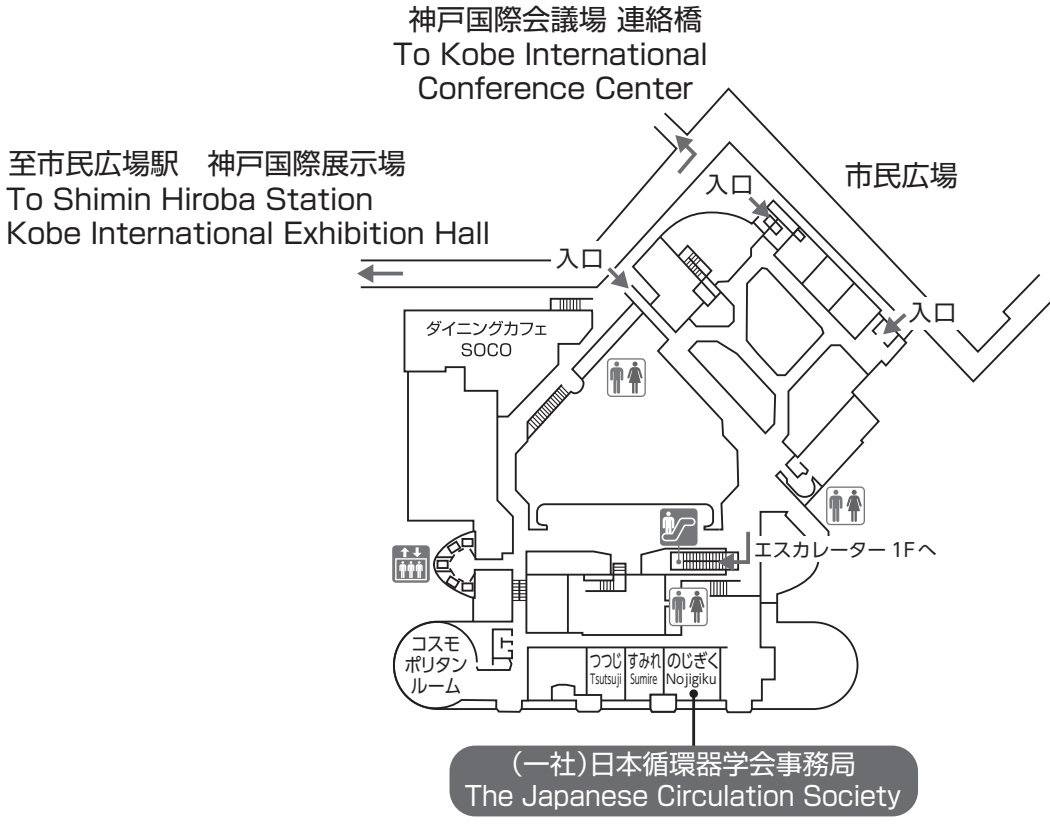 神戸国際会議場 連絡橋
To Kobe International
Conference Center
至市民広場駅　神戸国際展示場
To Shimin Hiroba Station
Kobe International Exhibition Hall
市民広場
入口
入口
入口
ダイニングカフェ
SOCO
エスカレーター 1Fへ
コスモ
ポリタン
ルーム
つつじ
Tsutsuji
すみれ
Sumire
のじぎく
Nojigiku
（一社）日本循環器学会事務局
The Japanese Circulation Society